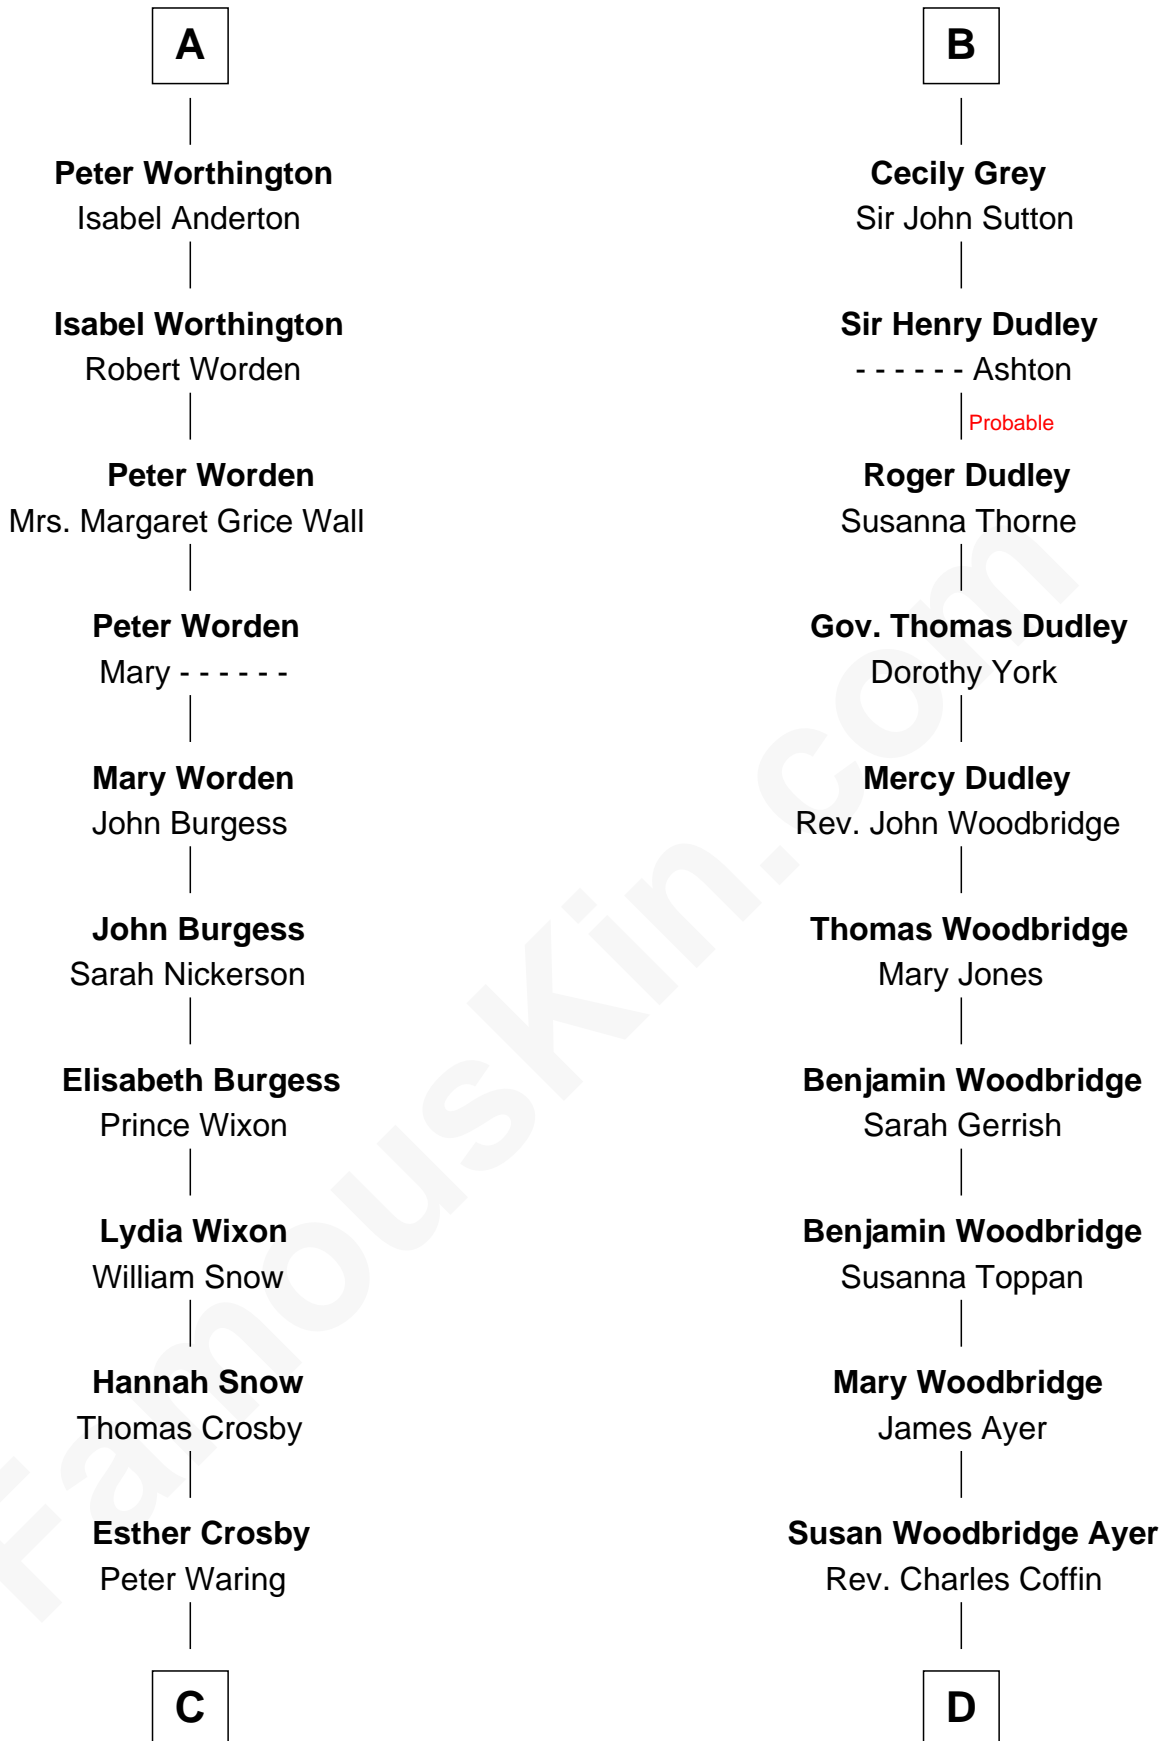 A
Peter Worthington
Isabel Anderton
Isabel Worthington
Robert Worden
Peter Worden
Mrs. Margaret Grice Wall
Peter Worden
Mary - - - - - -
Mary Worden
John Burgess
John Burgess
Sarah Nickerson
Elisabeth Burgess
Prince Wixon
Lydia Wixon
William Snow
Hannah Snow
Thomas Crosby
Esther Crosby
Peter Waring
C
B
Cecily Grey
Sir John Sutton
Sir Henry Dudley
- - - - - - Ashton
Probable
Roger Dudley
Susanna Thorne
Gov. Thomas Dudley
Dorothy York
Mercy Dudley
Rev. John Woodbridge
Thomas Woodbridge
Mary Jones
Benjamin Woodbridge
Sarah Gerrish
Benjamin Woodbridge
Susanna Toppan
Mary Woodbridge
James Ayer
Susan Woodbridge Ayer
Rev. Charles Coffin
D
FamousKin.com